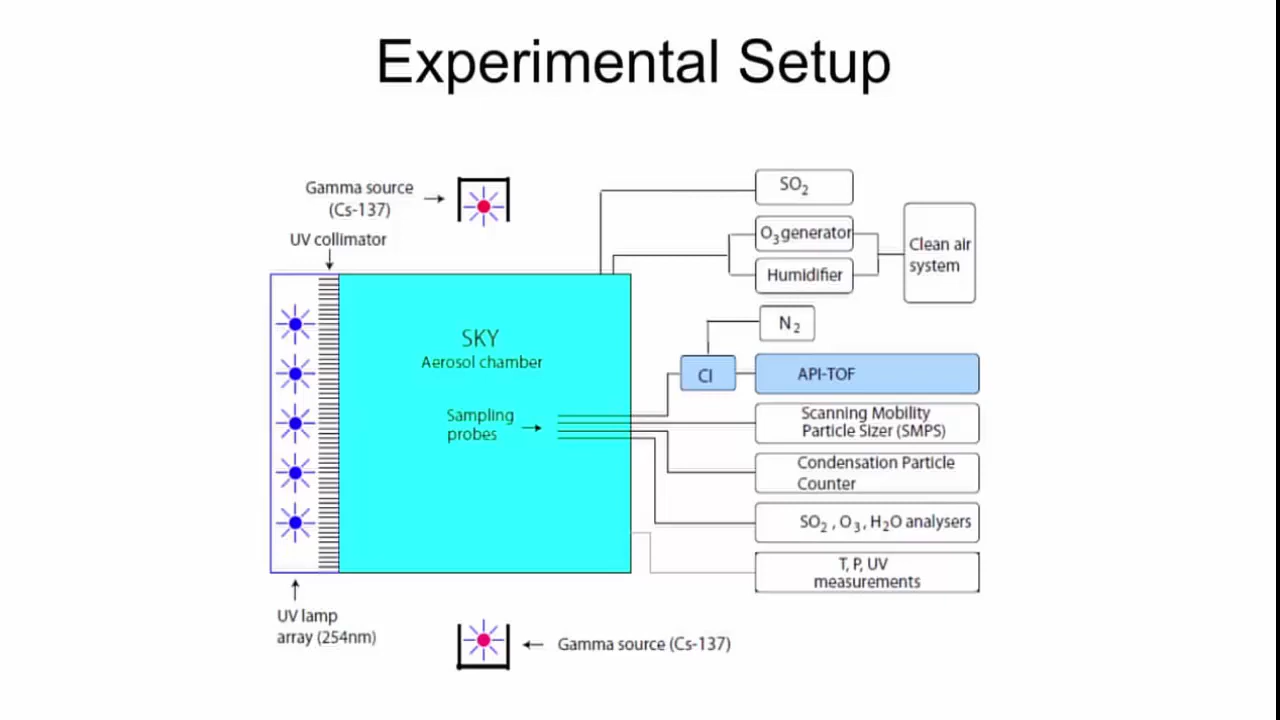 Experimental Setup
Gamma source
(Cs-137)
UV collimator
SKY
Aerosol chamber
Sampling
probes
UV lamp
array (254nm)
Gamma source (Cs-137)
SO₂
O₃ generator
Humidifier
Clean air
system
N₂
CI
API-TOF
Scanning Mobility
Particle Sizer (SMPS)
Condensation Particle
Counter
SO₂ , O₃ , H₂O analysers
T, P, UV
measurements